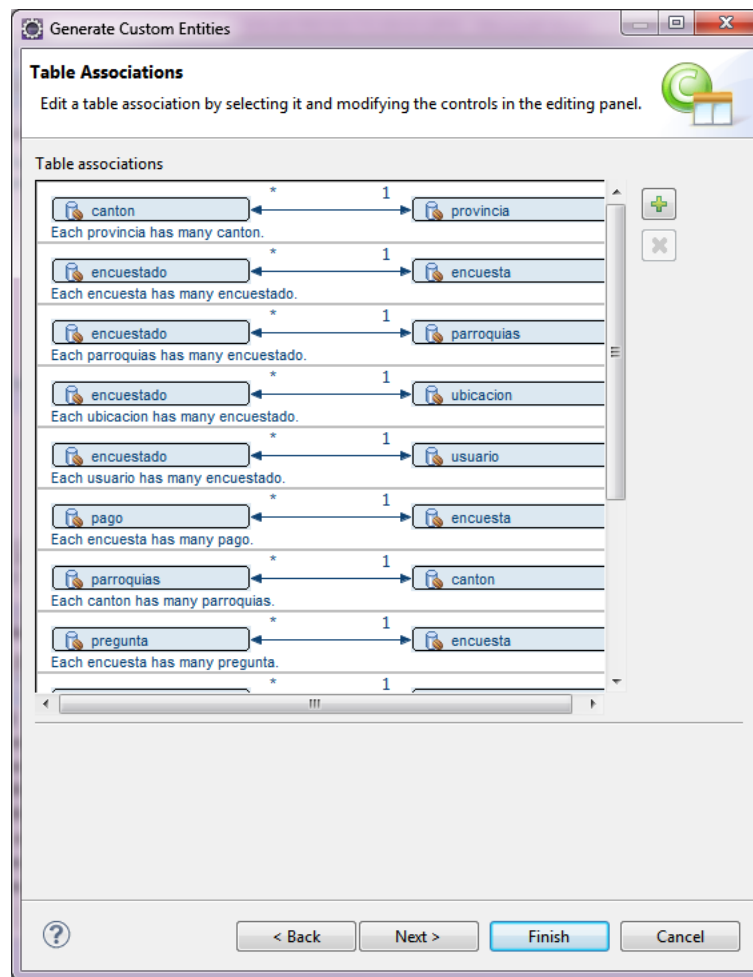 Generate Custom Entities
Table Associations
Edit a table association by selecting it and modifying the controls in the editing panel.
Table associations
* 1
canton provincia
Each provincia has many canton.
encuestado * 1 encuesta
Each encuesta has many encuestado.
* 1
encuestado parroquias
Each parroquias has many encuestado.
* 1
encuestado ubicacion
Each ubicacion has many encuestado.
* 1
encuestado usuario
Each usuario has many encuestado.
* 1
pago encuesta
Each encuesta has many pago.
* 1
parroquias canton
Each canton has many parroquias.
* 1
pregunta encuesta
Each encuesta has many pregunta.
* 1
? < Back Next > Finish Cancel